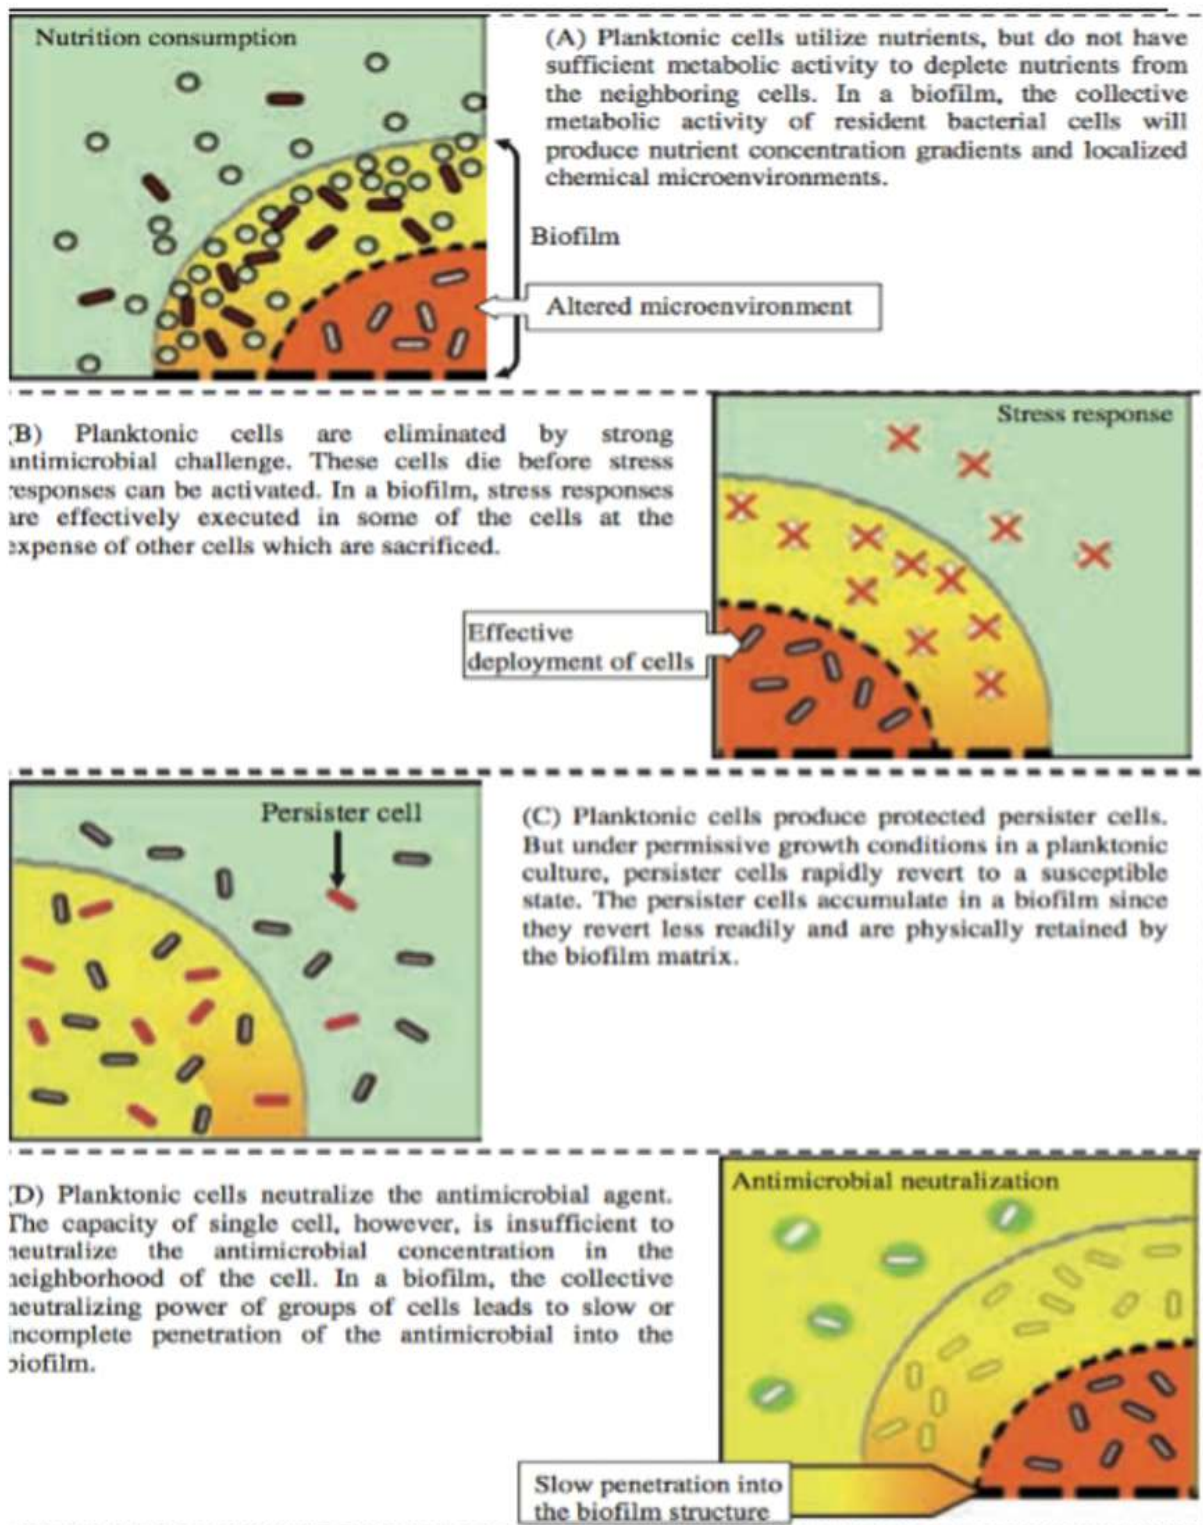 Nutrition consumption
(A) Planktonic cells utilize nutrients, but do not have
sufficient metabolic activity to deplete nutrients from
the neighboring cells. In a biofilm, the collective
metabolic activity of resident bacterial cells will
produce nutrient concentration gradients and localized
chemical microenvironments.
Biofilm
Altered microenvironment
B) Planktonic cells are eliminated by strong
antimicrobial challenge. These cells die before stress
responses can be activated. In a biofilm, stress responses
are effectively executed in some of the cells at the
expense of other cells which are sacrificed.
Stress response
Effective
deployment of cells
Persister cell
(C) Planktonic cells produce protected persister cells.
But under permissive growth conditions in a planktonic
culture, persister cells rapidly revert to a susceptible
state. The persister cells accumulate in a biofilm since
they revert less readily and are physically retained by
the biofilm matrix.
D) Planktonic cells neutralize the antimicrobial agent.
The capacity of single cell, however, is insufficient to
neutralize the antimicrobial concentration in the
neighborhood of the cell. In a biofilm, the collective
neutralizing power of groups of cells leads to slow or
incomplete penetration of the antimicrobial into the
biofilm.
Antimicrobial neutralization
Slow penetration into
the biofilm structure